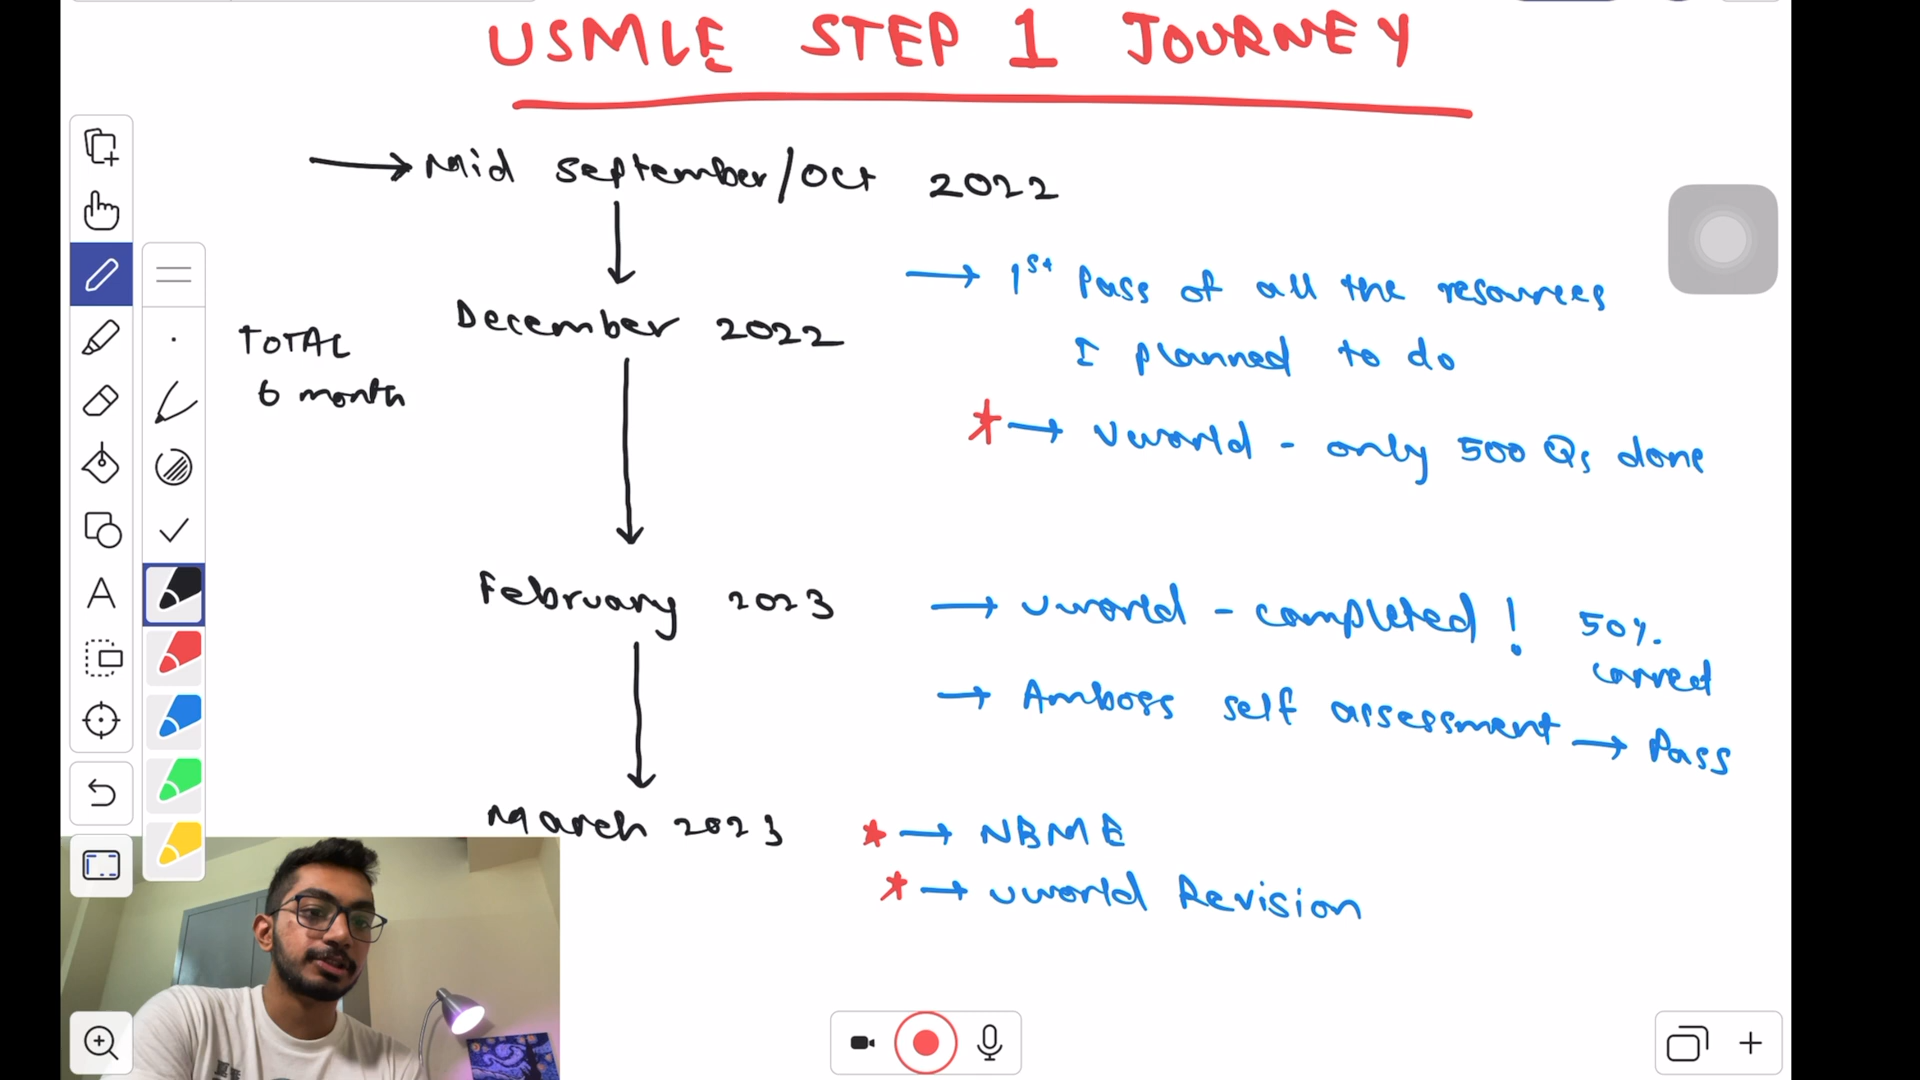 USMLE STEP 1 JOURNEY
→ Mid September/Oct 2022
December 2022
TOTAL
6 month
→ 1st Pass of all the resources
I planned to do
* → Uworld - only 500 Qs done
February 2023
→ Uworld - completed! 50%
correct
→ Amboss self assessment → Pass
March 2023
* → NBME
* → Uworld Revision
A